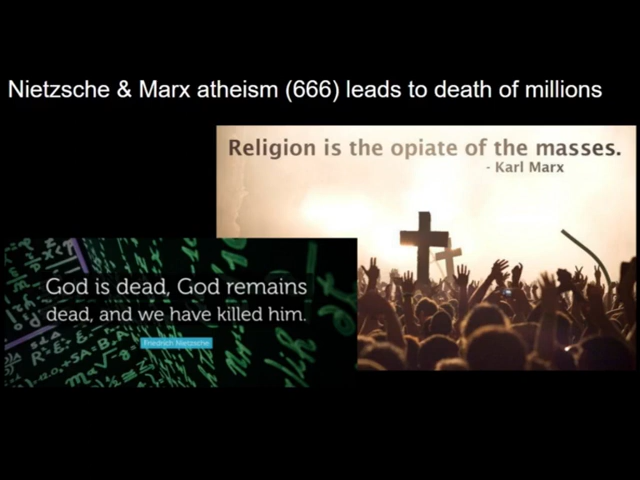 Nietzsche & Marx atheism (666) leads to death of millions
Religion is the opiate of the masses.
- Karl Marx
God is dead, God remains
dead, and we have killed him.
Friedrich Nietzsche